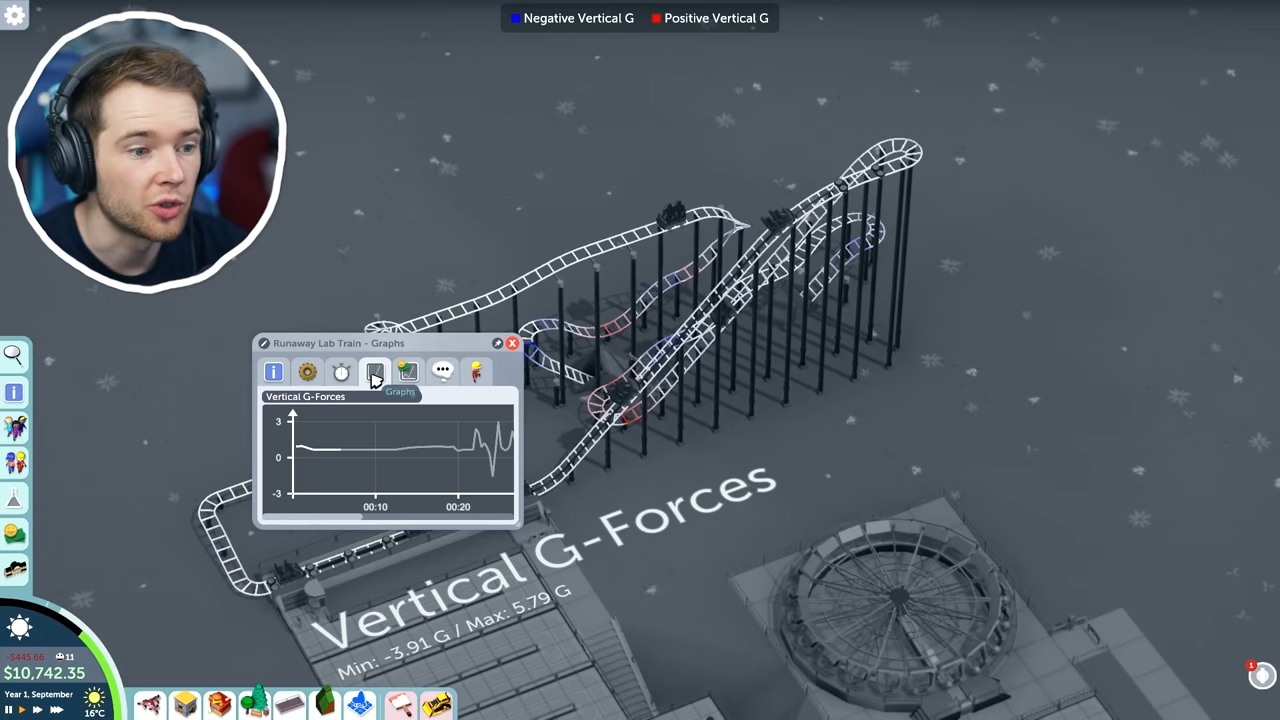 Negative Vertical G
Positive Vertical G
Runaway Lab Train - Graphs
Graphs
Vertical G-Forces
3
0
-3
00:10
00:20
Vertical G-Forces
Min: -3.91 G / Max: 5.79 G
-$445.66
11
$10,742.35
Year 1, September
16°C
1